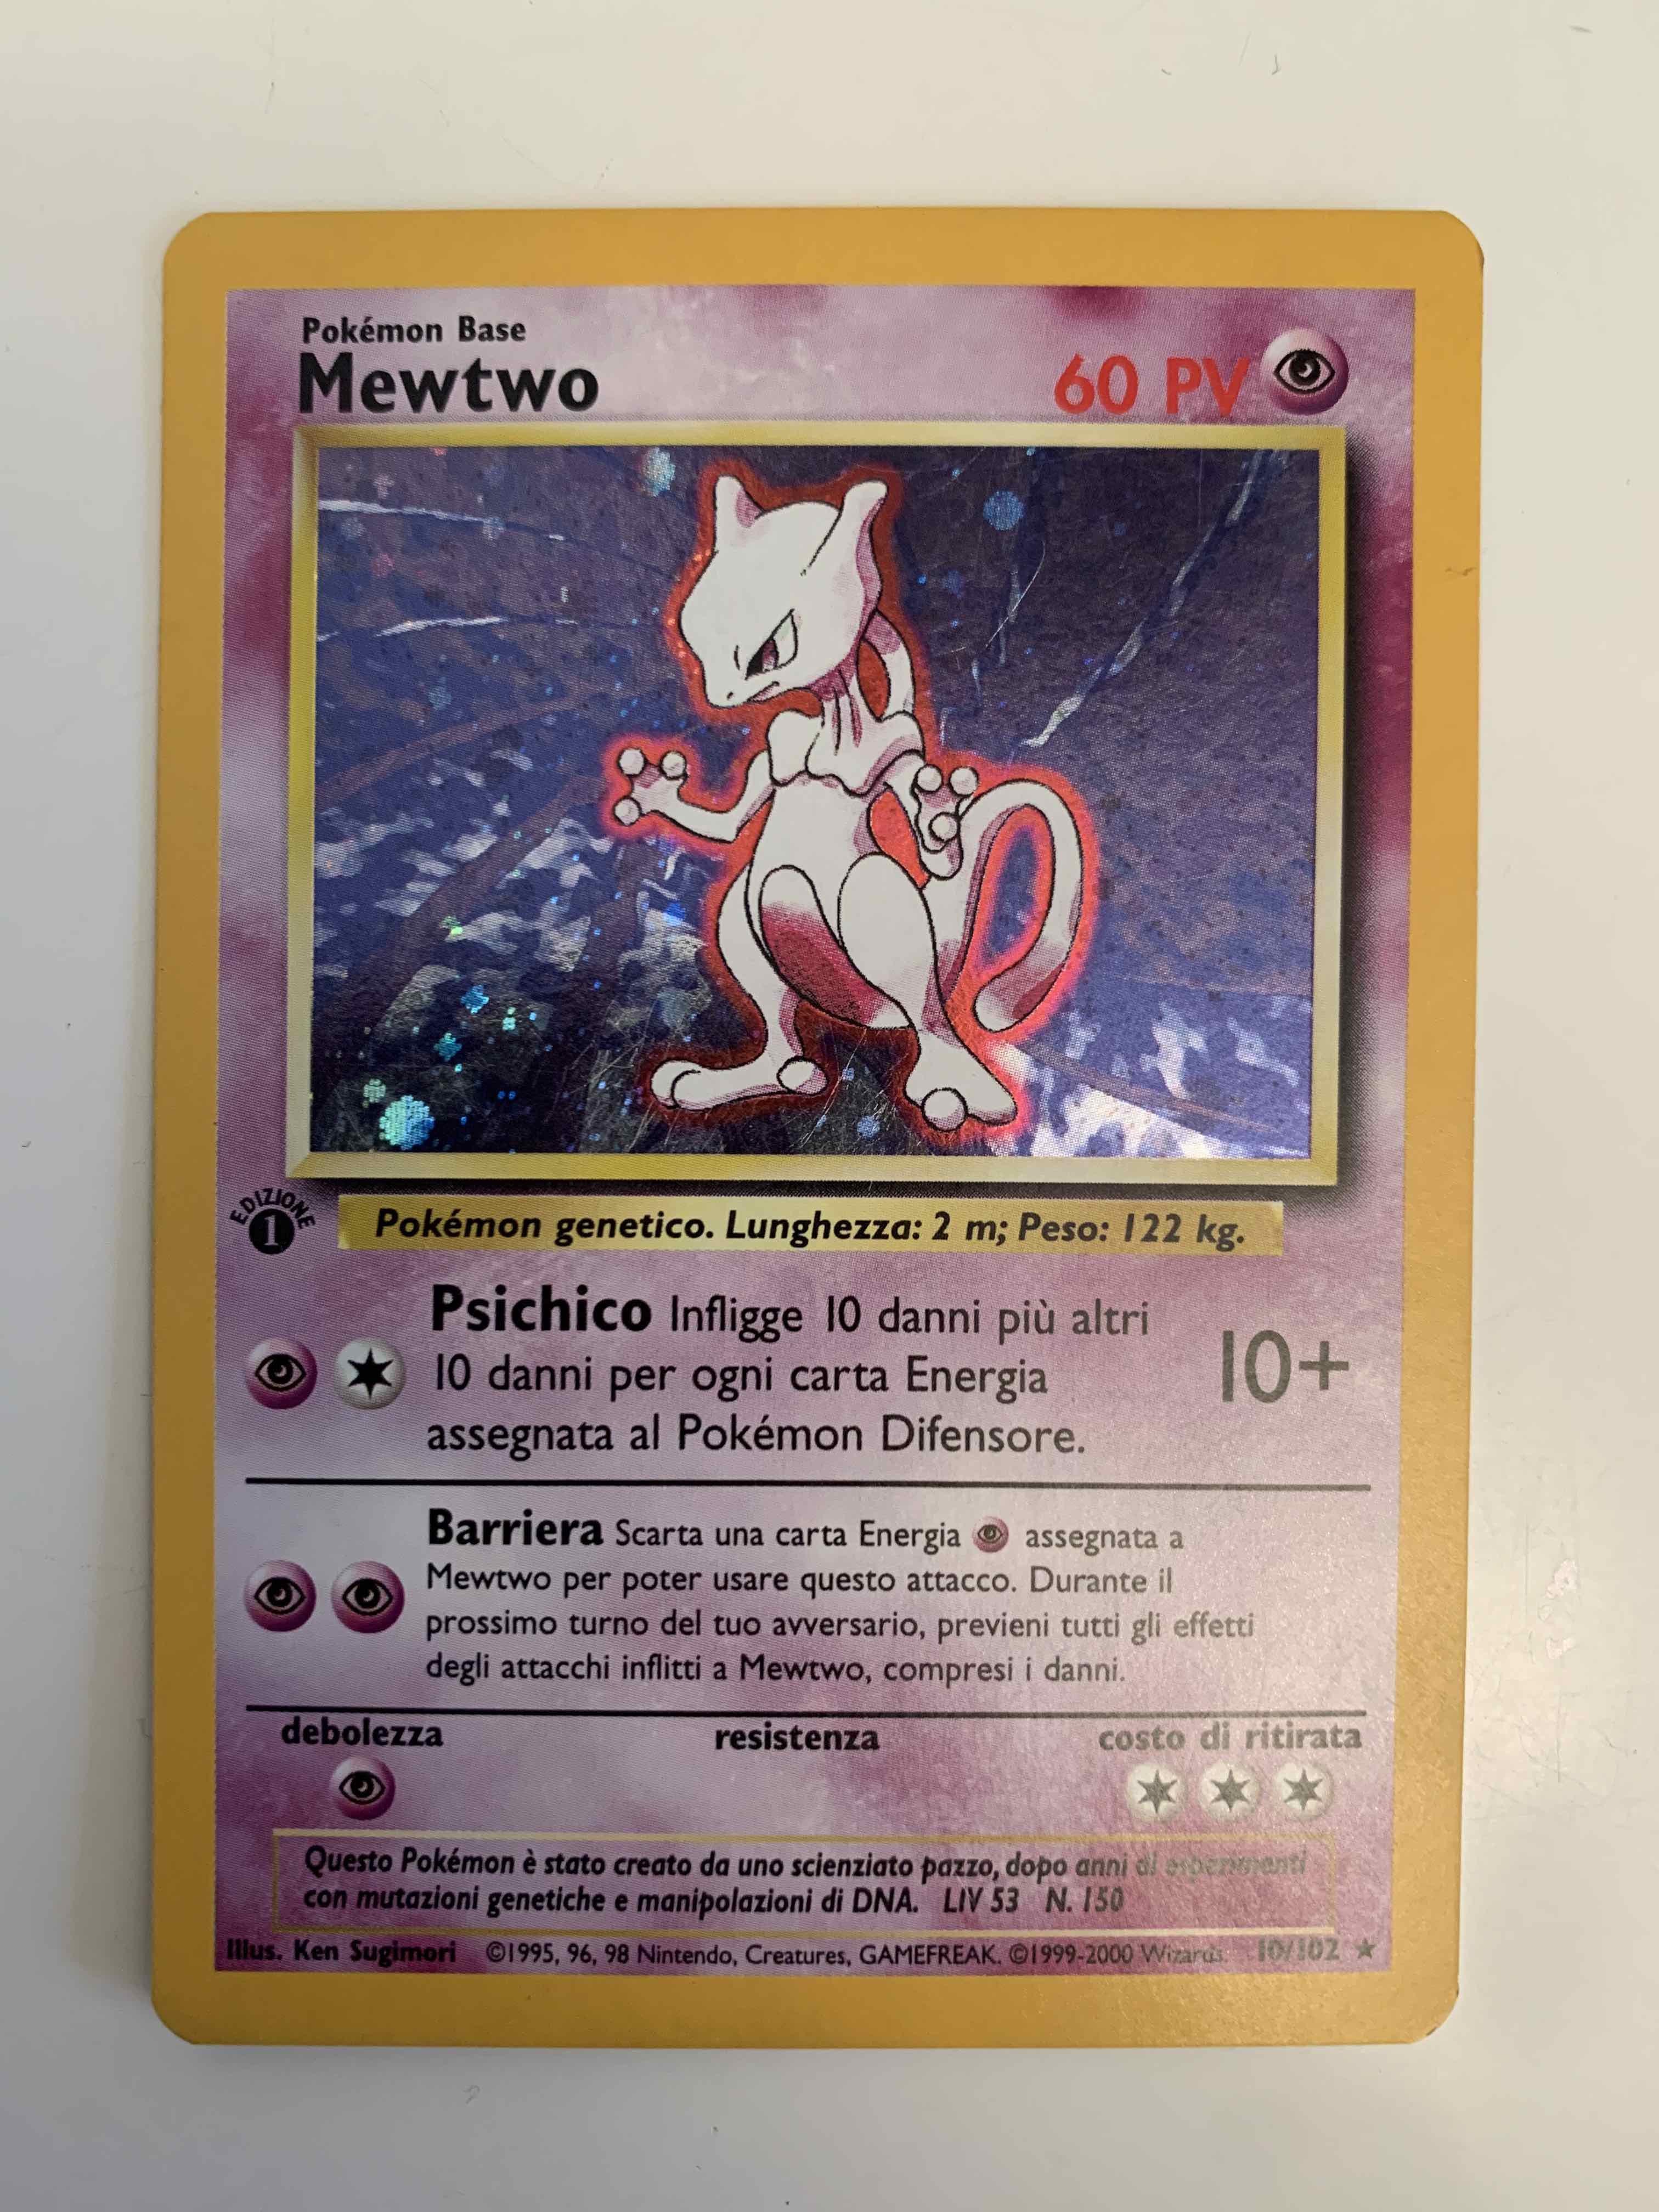 Pokémon Base
Mewtwo 60 PV
EDIZIONE
1
Pokémon genetico. Lunghezza: 2 m; Peso: 122 kg.
Psichico Infligge 10 danni più altri
10 danni per ogni carta Energia
assegnata al Pokémon Difensore.
10+
Barriera Scarta una carta Energia assegnata a
Mewtwo per poter usare questo attacco. Durante il
prossimo turno del tuo avversario, previeni tutti gli effetti
degli attacchi inflitti a Mewtwo, compresi i danni.
debolezza resistenza costo di ritirata
Questo Pokémon è stato creato da uno scienziato pazzo, dopo anni di esperimenti
con mutazioni genetiche e manipolazioni di DNA. LIV 53 N. 150
Illus. Ken Sugimori ©1995, 96, 98 Nintendo, Creatures, GAMEFREAK. ©1999-2000 Wizards. 10/102 ★